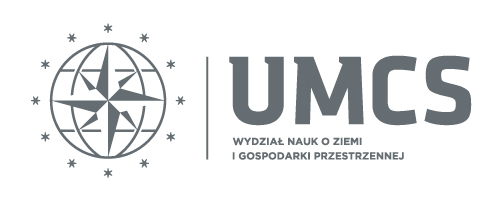 UMCS
WYDZIAŁ NAUK O ZIEMI
I GOSPODARKI PRZESTRZENNEJ